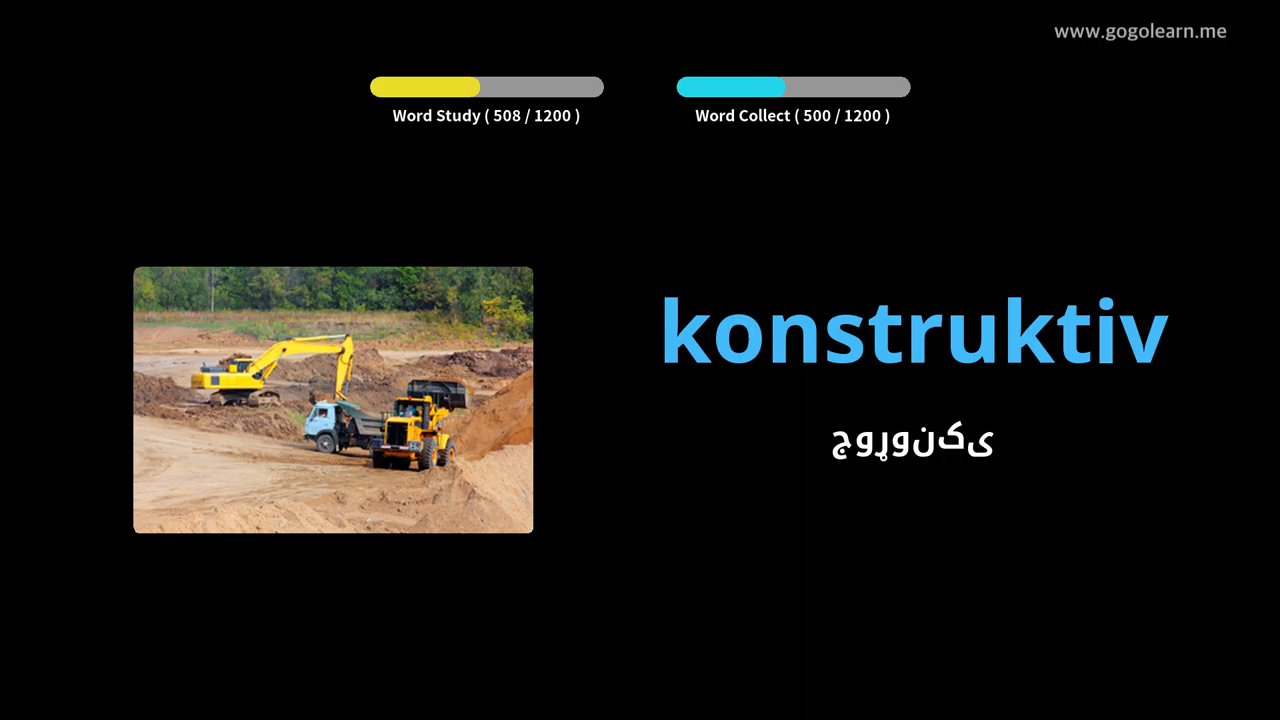 www.gogolearn.me
Word Study ( 508 / 1200 )
Word Collect ( 500 / 1200 )
konstruktiv
جوړونکی